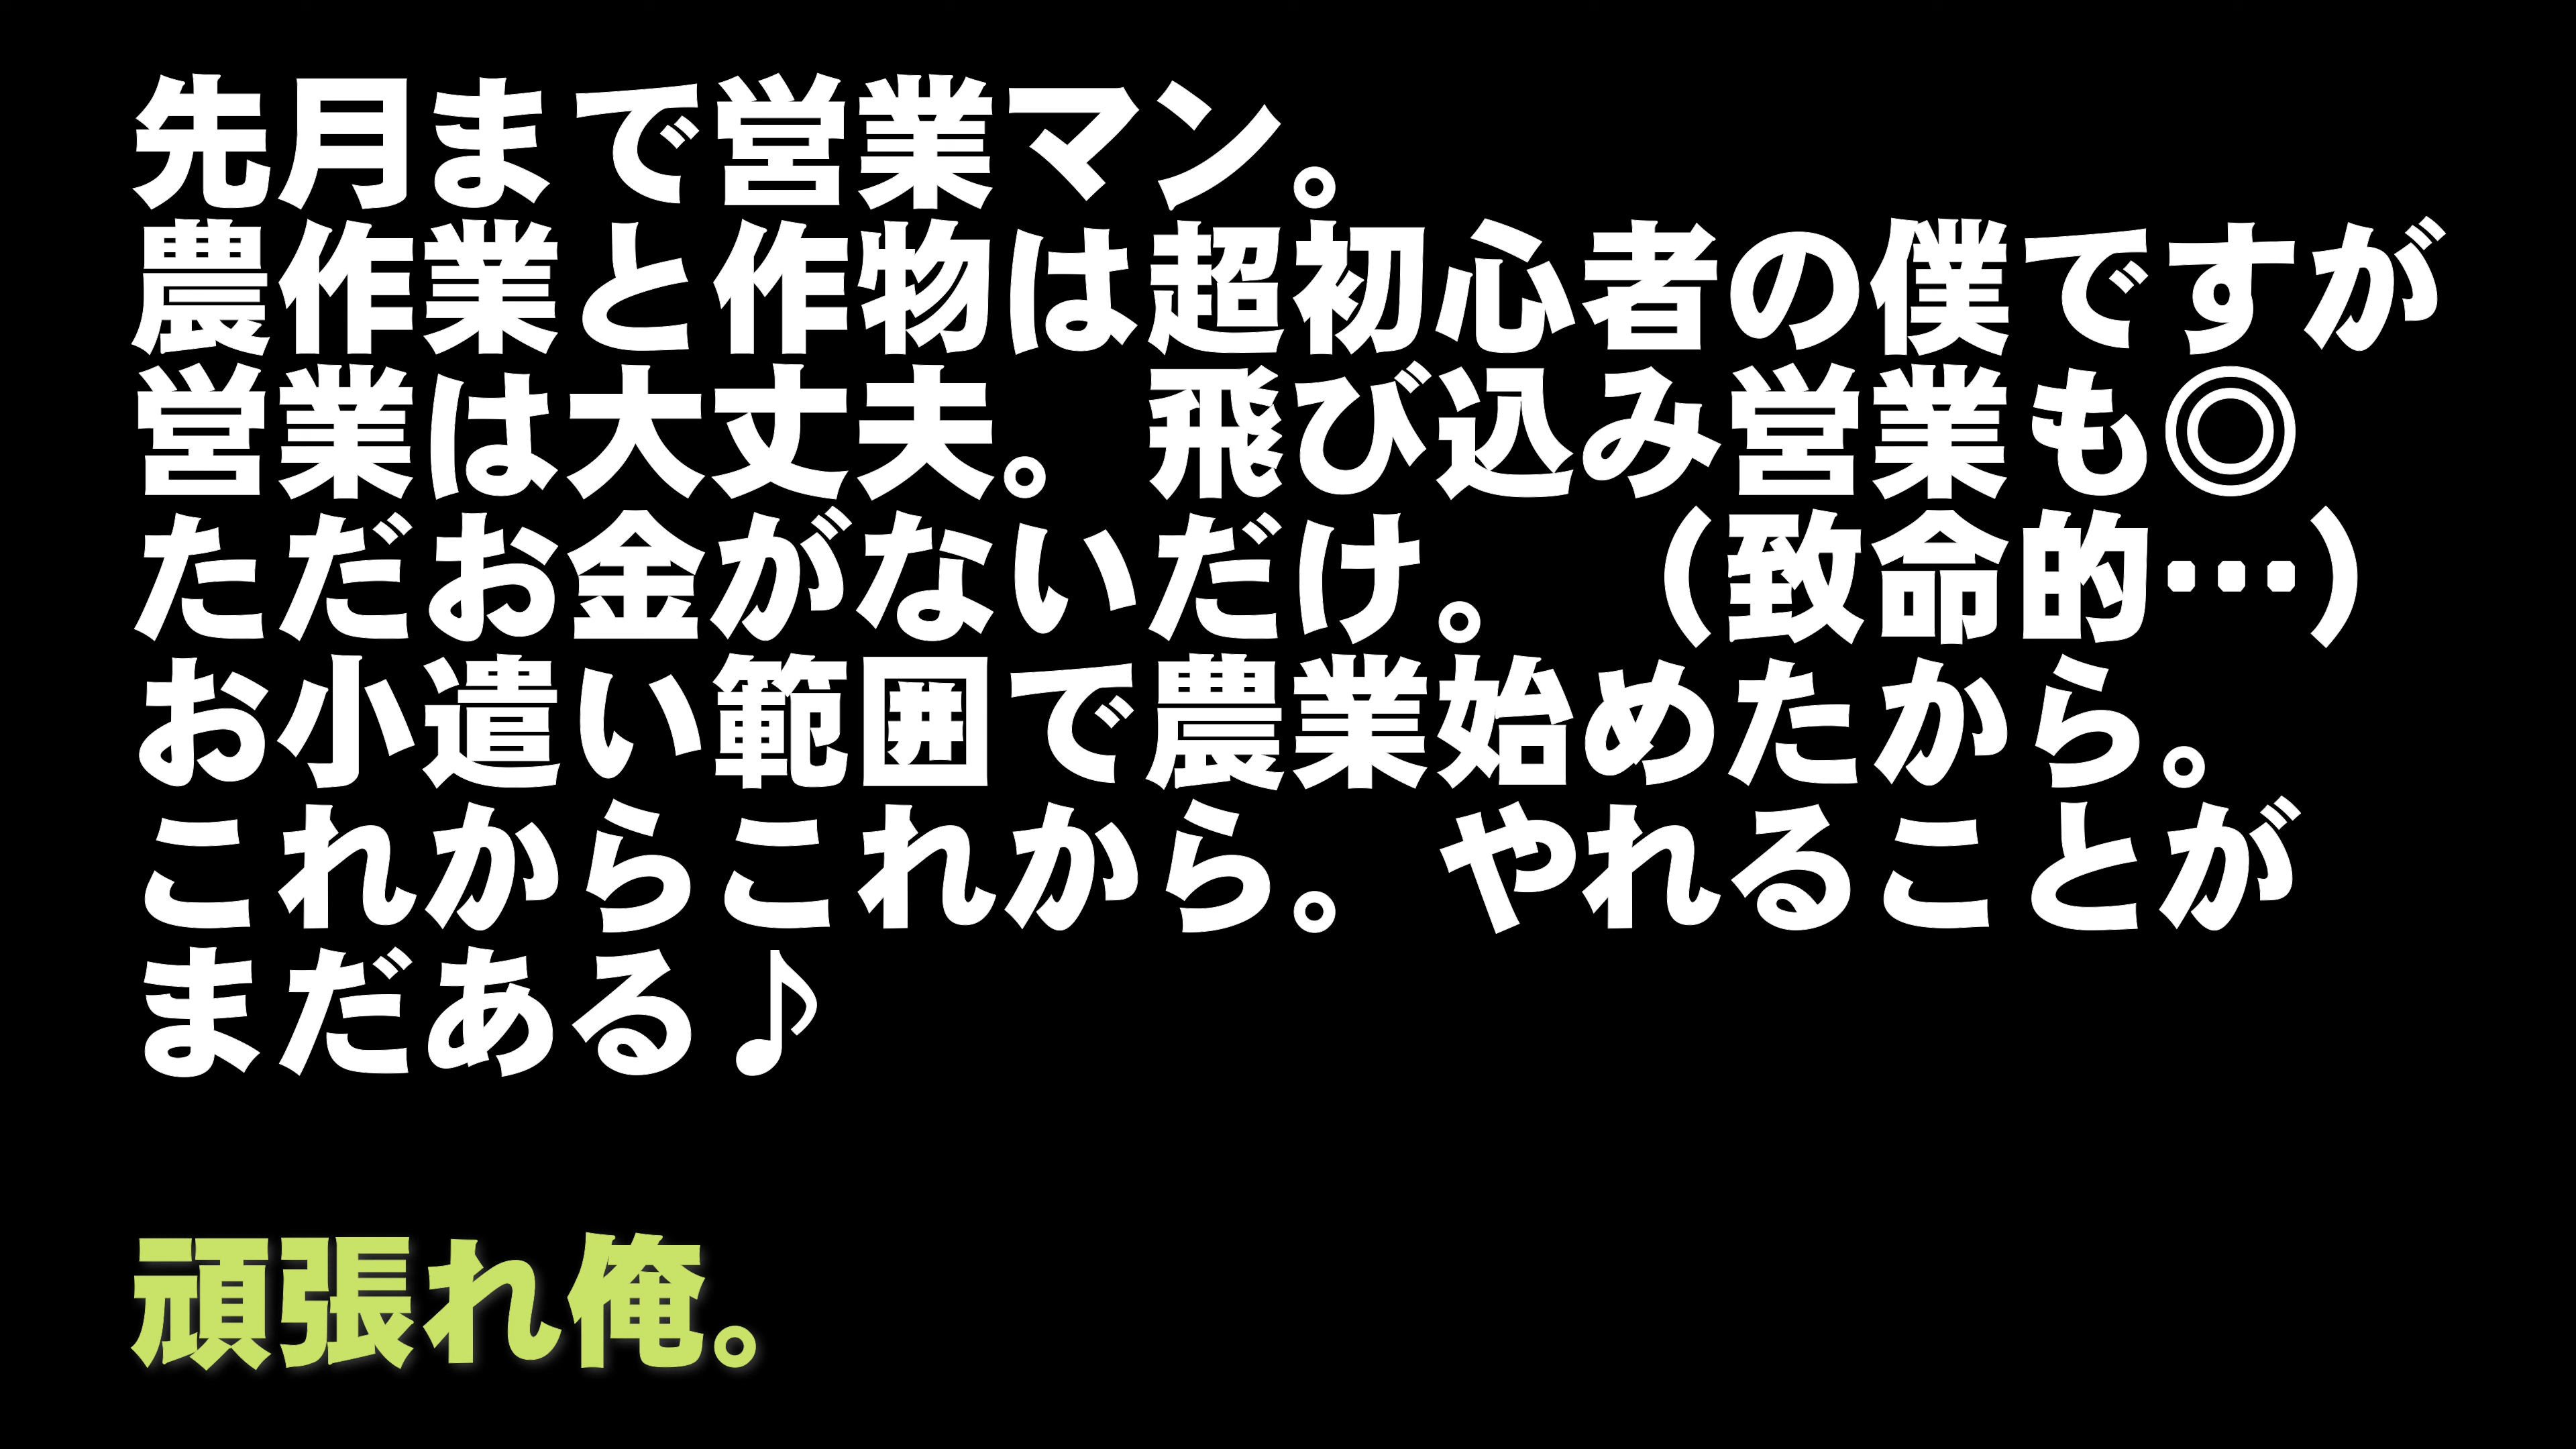 先月まで営業マン。
農作業と作物は超初心者の僕ですが
営業は大丈夫。飛び込み営業も◎
ただお金がないだけ。（致命的…）
お小遣い範囲で農業始めたから。
これからこれから。やれることが
まだある♪
頑張れ俺。